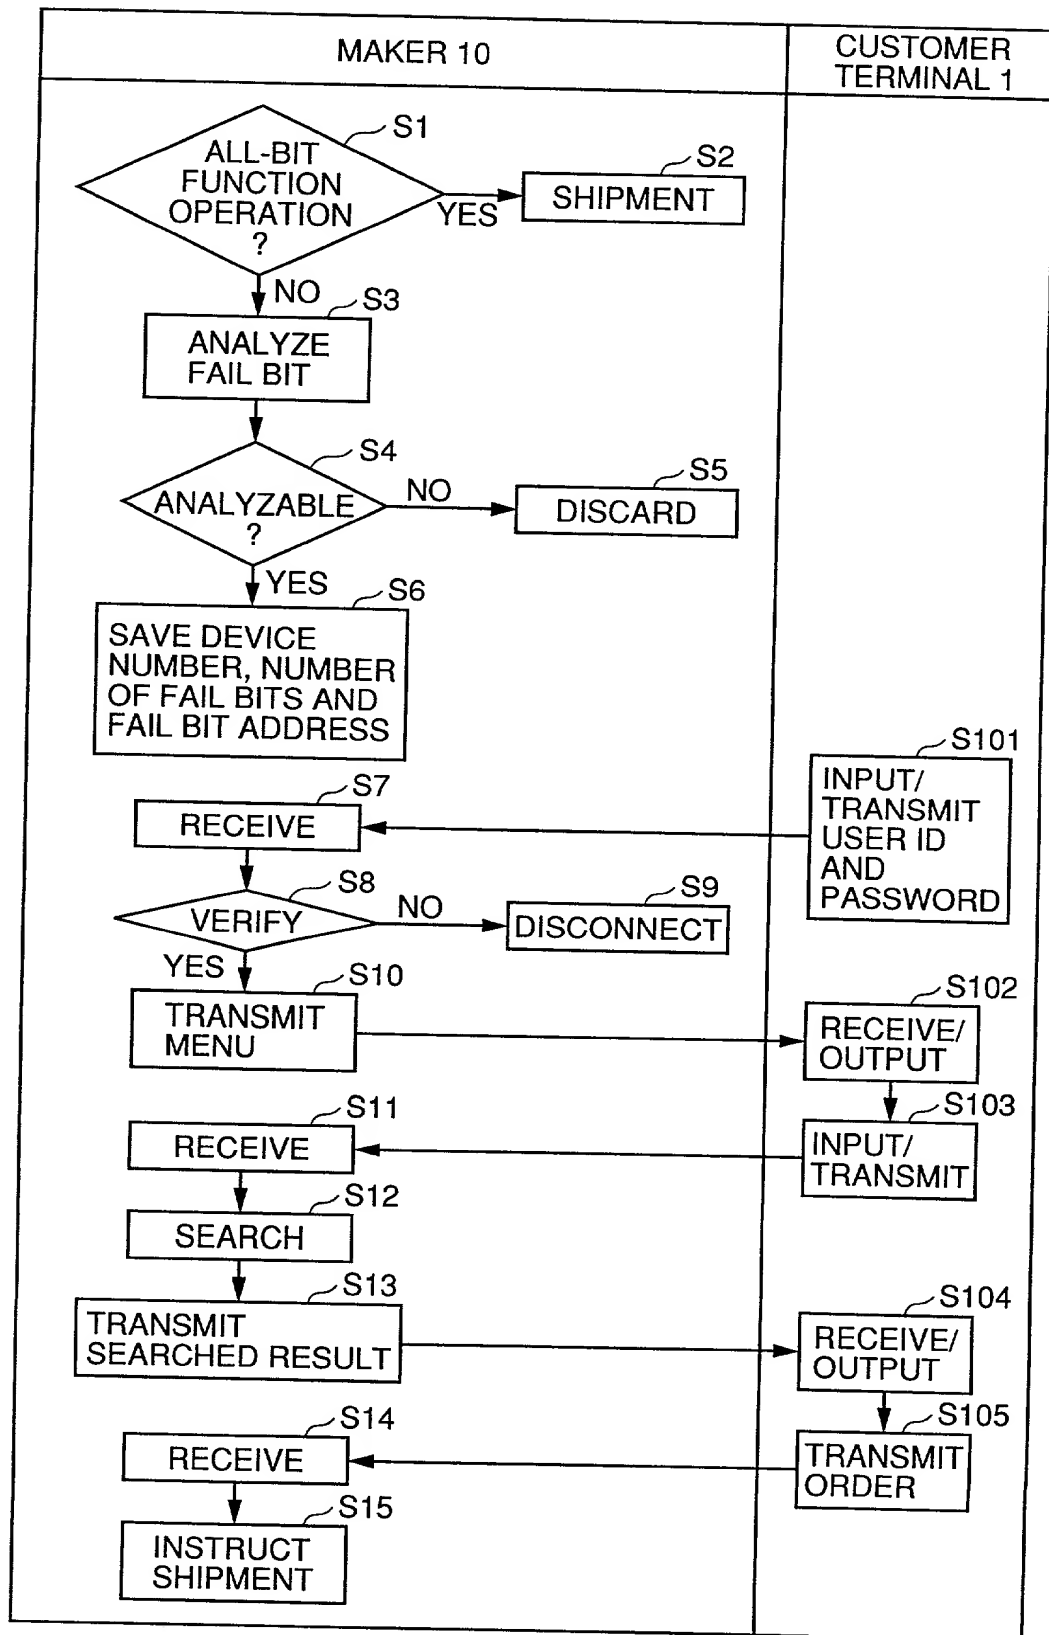 MAKER 10
CUSTOMER
TERMINAL 1
S1
ALL-BIT
FUNCTION
OPERATION
?
YES
S2
SHIPMENT
NO
S3
ANALYZE
FAIL BIT
S4
ANALYZABLE
?
NO
S5
DISCARD
YES
S6
SAVE DEVICE
NUMBER, NUMBER
OF FAIL BITS AND
FAIL BIT ADDRESS
S101
INPUT/
TRANSMIT
USER ID
AND
PASSWORD
S7
RECEIVE
S8
VERIFY
NO
S9
DISCONNECT
YES
S10
TRANSMIT
MENU
S102
RECEIVE/
OUTPUT
S103
INPUT/
TRANSMIT
S11
RECEIVE
S12
SEARCH
S13
TRANSMIT
SEARCHED RESULT
S104
RECEIVE/
OUTPUT
S105
TRANSMIT
ORDER
S14
RECEIVE
S15
INSTRUCT
SHIPMENT